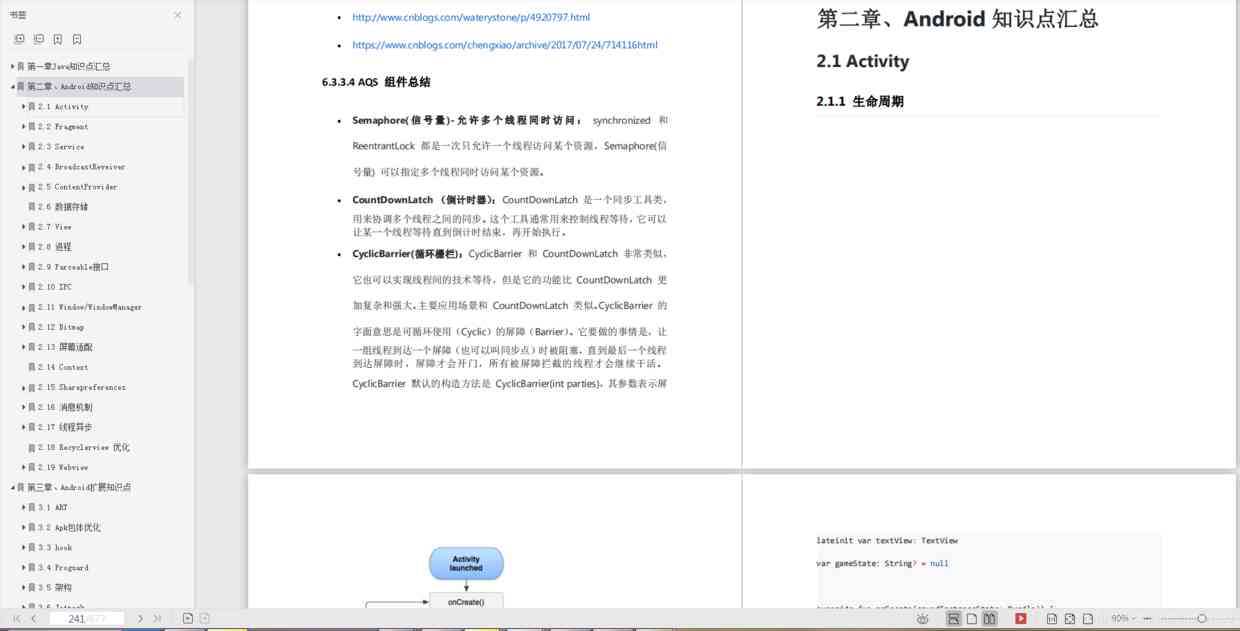 书签
第一章Java知识点汇总
第二章、Android知识点汇总
2.1 Activity
2.2 Fragment
2.3 Service
2.4 BroadcastReveiver
2.5 ContentProvider
2.6 数据存储
2.7 View
2.8 进程
2.9 Parceable接口
2.10 IPC
2.11 Window/WindowManager
2.12 Bitmap
2.13 屏幕适配
2.14 Context
2.15 Sharepreferences
2.16 消息机制
2.17 线程异步
2.18 Recyclerview 优化
2.19 Webview
第三章、Android扩展知识点
3.1 ART
3.2 Apk包体优化
3.3 hook
3.4 Proguard
3.5 架构
3.6 Jetpack
http://www.cnblogs.com/waterystone/p/4920797.html
https://www.cnblogs.com/chengxiao/archive/2017/07/24/714116html
6.3.3.4 AQS 组件总结
Semaphore(信号量)-允许多个线程同时访问： synchronized 和
ReentrantLock 都是一次只允许一个线程访问某个资源，Semaphore(信
号量) 可以指定多个线程同时访问某个资源。
CountDownLatch （倒计时器）： CountDownLatch 是一个同步工具类，
用来协调多个线程之间的同步。这个工具通常用来控制线程等待，它可以
让某一个线程等待直到倒计时结束，再开始执行。
CyclicBarrier(循环栅栏)： CyclicBarrier 和 CountDownLatch 非常类似，
它也可以实现线程间的技术等待，但是它的功能比 CountDownLatch 更
加复杂和强大。主要应用场景和 CountDownLatch 类似。CyclicBarrier 的
字面意思是可循环使用（Cyclic）的屏障（Barrier）。它要做的事情是，让
一组线程到达一个屏障（也可以叫同步点）时被阻塞，直到最后一个线程
到达屏障时，屏障才会开门，所有被屏障拦截的线程才会继续干活。
CyclicBarrier 默认的构造方法是 CyclicBarrier(int parties)，其参数表示屏
第二章、Android 知识点汇总
2.1 Activity
2.1.1 生命周期
Activity
launched
onCreate()
lateinit var textView: TextView
var gameState: String? = null
241/677
90%